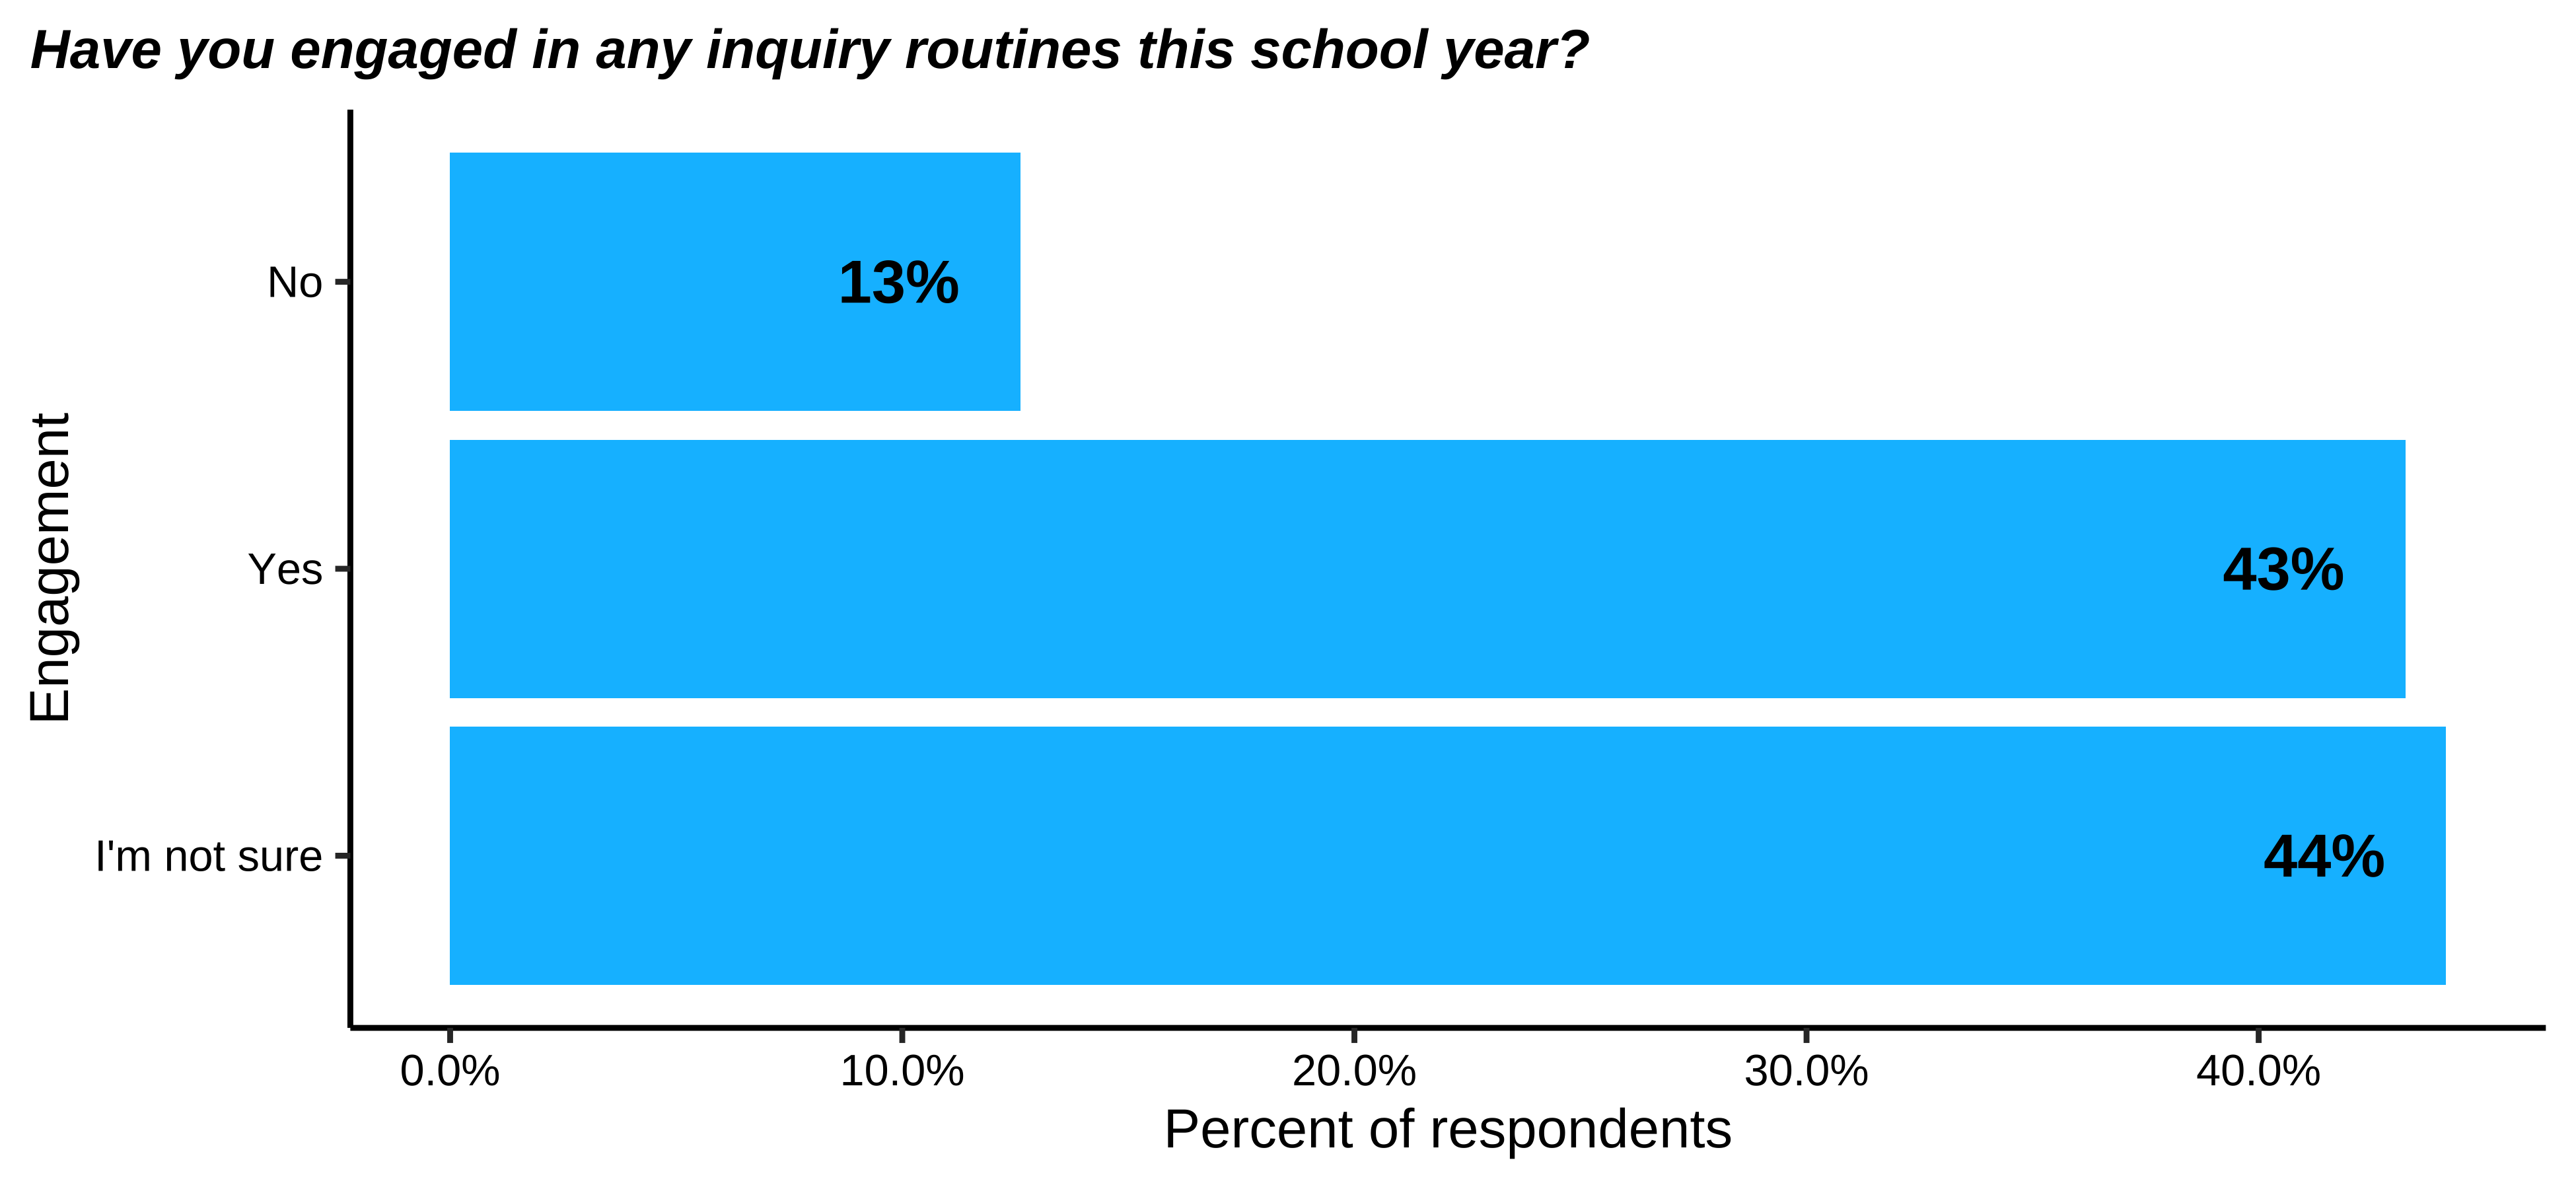 Have you engaged in any inquiry routines this school year?
Engagement
No
13%
Yes
43%
I'm not sure
44%
0.0%
10.0%
20.0%
30.0%
40.0%
Percent of respondents